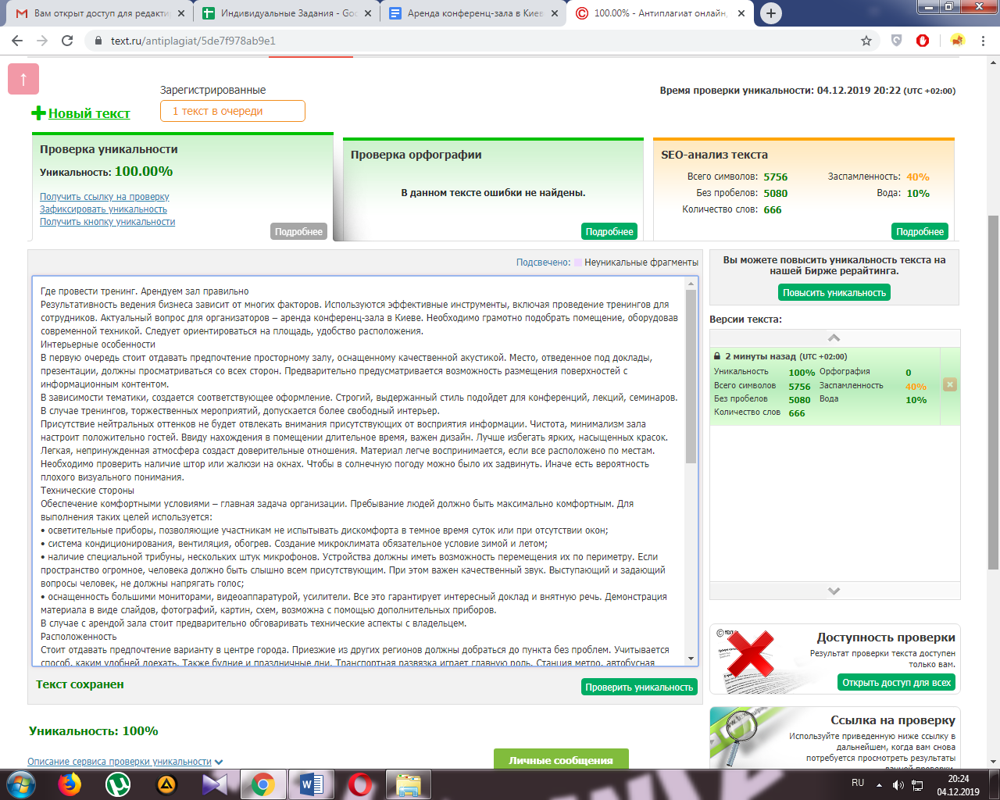 Вам открыт доступ для редакти
Индивидуальные Задания - Goo
Аренда конференц-зала в Киев
100.00% - Антиплагиат онлайн,
text.ru/antiplagiat/5de7f978ab9e1
Зарегистрированные
Время проверки уникальности: 04.12.2019 20:22 (UTC +02:00)
Новый текст
1 текст в очереди
Проверка уникальности
Уникальность: 100.00%
Получить ссылку на проверку
Зафиксировать уникальность
Получить кнопку уникальности
Подробнее
Проверка орфографии
В данном тексте ошибки не найдены.
Подробнее
SEO-анализ текста
Всего символов: 5756 Заспамленность: 40%
Без пробелов: 5080 Вода: 10%
Количество слов: 666
Подробнее
Подсвечено: Неуникальные фрагменты
Где провести тренинг. Арендуем зал правильно
Результативность ведения бизнеса зависит от многих факторов. Используются эффективные инструменты, включая проведение тренингов для
сотрудников. Актуальный вопрос для организаторов – аренда конференц-зала в Киеве. Необходимо грамотно подобрать помещение, оборудовав
современной техникой. Следует ориентироваться на площадь, удобство расположения.
Интерьерные особенности
В первую очередь стоит отдавать предпочтение просторному залу, оснащенному качественной акустикой. Место, отведенное под доклады,
презентации, должны просматриваться со всех сторон. Предварительно предусматривается возможность размещения поверхностей с
информационным контентом.
В зависимости тематики, создается соответствующее оформление. Строгий, выдержанный стиль подойдет для конференций, лекций, семинаров.
В случае тренингов, торжественных мероприятий, допускается более свободный интерьер.
Присутствие нейтральных оттенков не будет отвлекать внимания присутствующих от восприятия информации. Чистота, минимализм зала
настроит положительно гостей. Ввиду нахождения в помещении длительное время, важен дизайн. Лучше избегать ярких, насыщенных красок.
Легкая, непринужденная атмосфера создаст доверительные отношения. Материал легче воспринимается, если все расположено по местам.
Необходимо проверить наличие штор или жалюзи на окнах. Чтобы в солнечную погоду можно было их задвинуть. Иначе есть вероятность
плохого визуального понимания.
Технические стороны
Обеспечение комфортными условиями – главная задача организации. Пребывание людей должно быть максимально комфортным. Для
выполнения таких целей используется:
• осветительные приборы, позволяющие участникам не испытывать дискомфорта в темное время суток или при отсутствии окон;
• система кондиционирования, вентиляция, обогрев. Создание микроклимата обязательное условие зимой и летом;
• наличие специальной трибуны, нескольких штук микрофонов. Устройства должны иметь возможность перемещения их по периметру. Если
пространство огромное, человека должно быть слышно всем присутствующим. При этом важен качественный звук. Выступающий и задающий
вопросы человек, не должны напрягать голос;
• оснащенность большими мониторами, видеоаппаратурой, усилители. Все это гарантирует интересный доклад и внятную речь. Демонстрация
материала в виде слайдов, фотографий, картин, схем, возможна с помощью дополнительных приборов.
В случае с арендой зала стоит предварительно обговаривать технические аспекты с владельцем.
Расположенность
Стоит отдавать предпочтение варианту в центре города. Приезжие из других регионов должны добраться до пункта без проблем. Учитывается
способ, каким удобней доехать. Также будние и праздничные дни. Транспортная развязка играет главную роль. Станция метро, автобусная
Текст сохранен
Проверить уникальность
Вы можете повысить уникальность текста на
нашей Бирже рерайтинга.
Повысить уникальность
Версии текста:
2 минуты назад (UTC +02:00)
Уникальность 100% Орфография 0
Всего символов 5756 Заспамленность 40%
Без пробелов 5080 Вода 10%
Количество слов 666
Доступность проверки
Результат проверки текста доступен
только вам.
Открыть доступ для всех
Ссылка на проверку
Используйте приведенную ниже ссылку в
дальнейшем, когда вам снова
потребуется просмотреть результаты
данной проверки.
Уникальность: 100%
Описание сервиса проверки уникальности
Личные сообщения
RU
20:24
04.12.2019